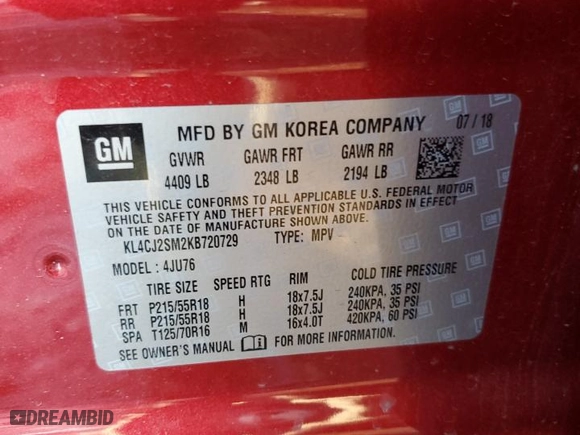 GM
MFD BY GM KOREA COMPANY 07/18
GVWR GAWR FRT GAWR RR
4409 LB 2348 LB 2194 LB
THIS VEHICLE CONFORMS TO ALL APPLICABLE U.S. FEDERAL MOTOR
VEHICLE SAFETY AND THEFT PREVENTION STANDARDS IN EFFECT
ON THE DATE OF MANUFACTURE SHOWN ABOVE.
KL4CJ2SM2KB720729 TYPE: MPV
MODEL : 4JU76
TIRE SIZE SPEED RTG RIM COLD TIRE PRESSURE
FRT P215/55R18 H 18x7.5J 240KPA, 35 PSI
RR P215/55R18 H 18x7.5J 240KPA, 35 PSI
SPA T125/70R16 M 16x4.0T 420KPA, 60 PSI
SEE OWNER'S MANUAL FOR MORE INFORMATION.
DREAMBID